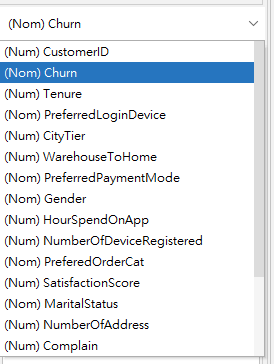 (Nom) Churn
(Num) CustomerID
(Nom) Churn
(Num) Tenure
(Nom) PreferredLoginDevice
(Num) CityTier
(Num) WarehouseToHome
(Nom) PreferredPaymentMode
(Nom) Gender
(Num) HourSpendOnApp
(Num) NumberOfDeviceRegistered
(Nom) PreferedOrderCat
(Num) SatisfactionScore
(Nom) MaritalStatus
(Num) NumberOfAddress
(Num) Complain